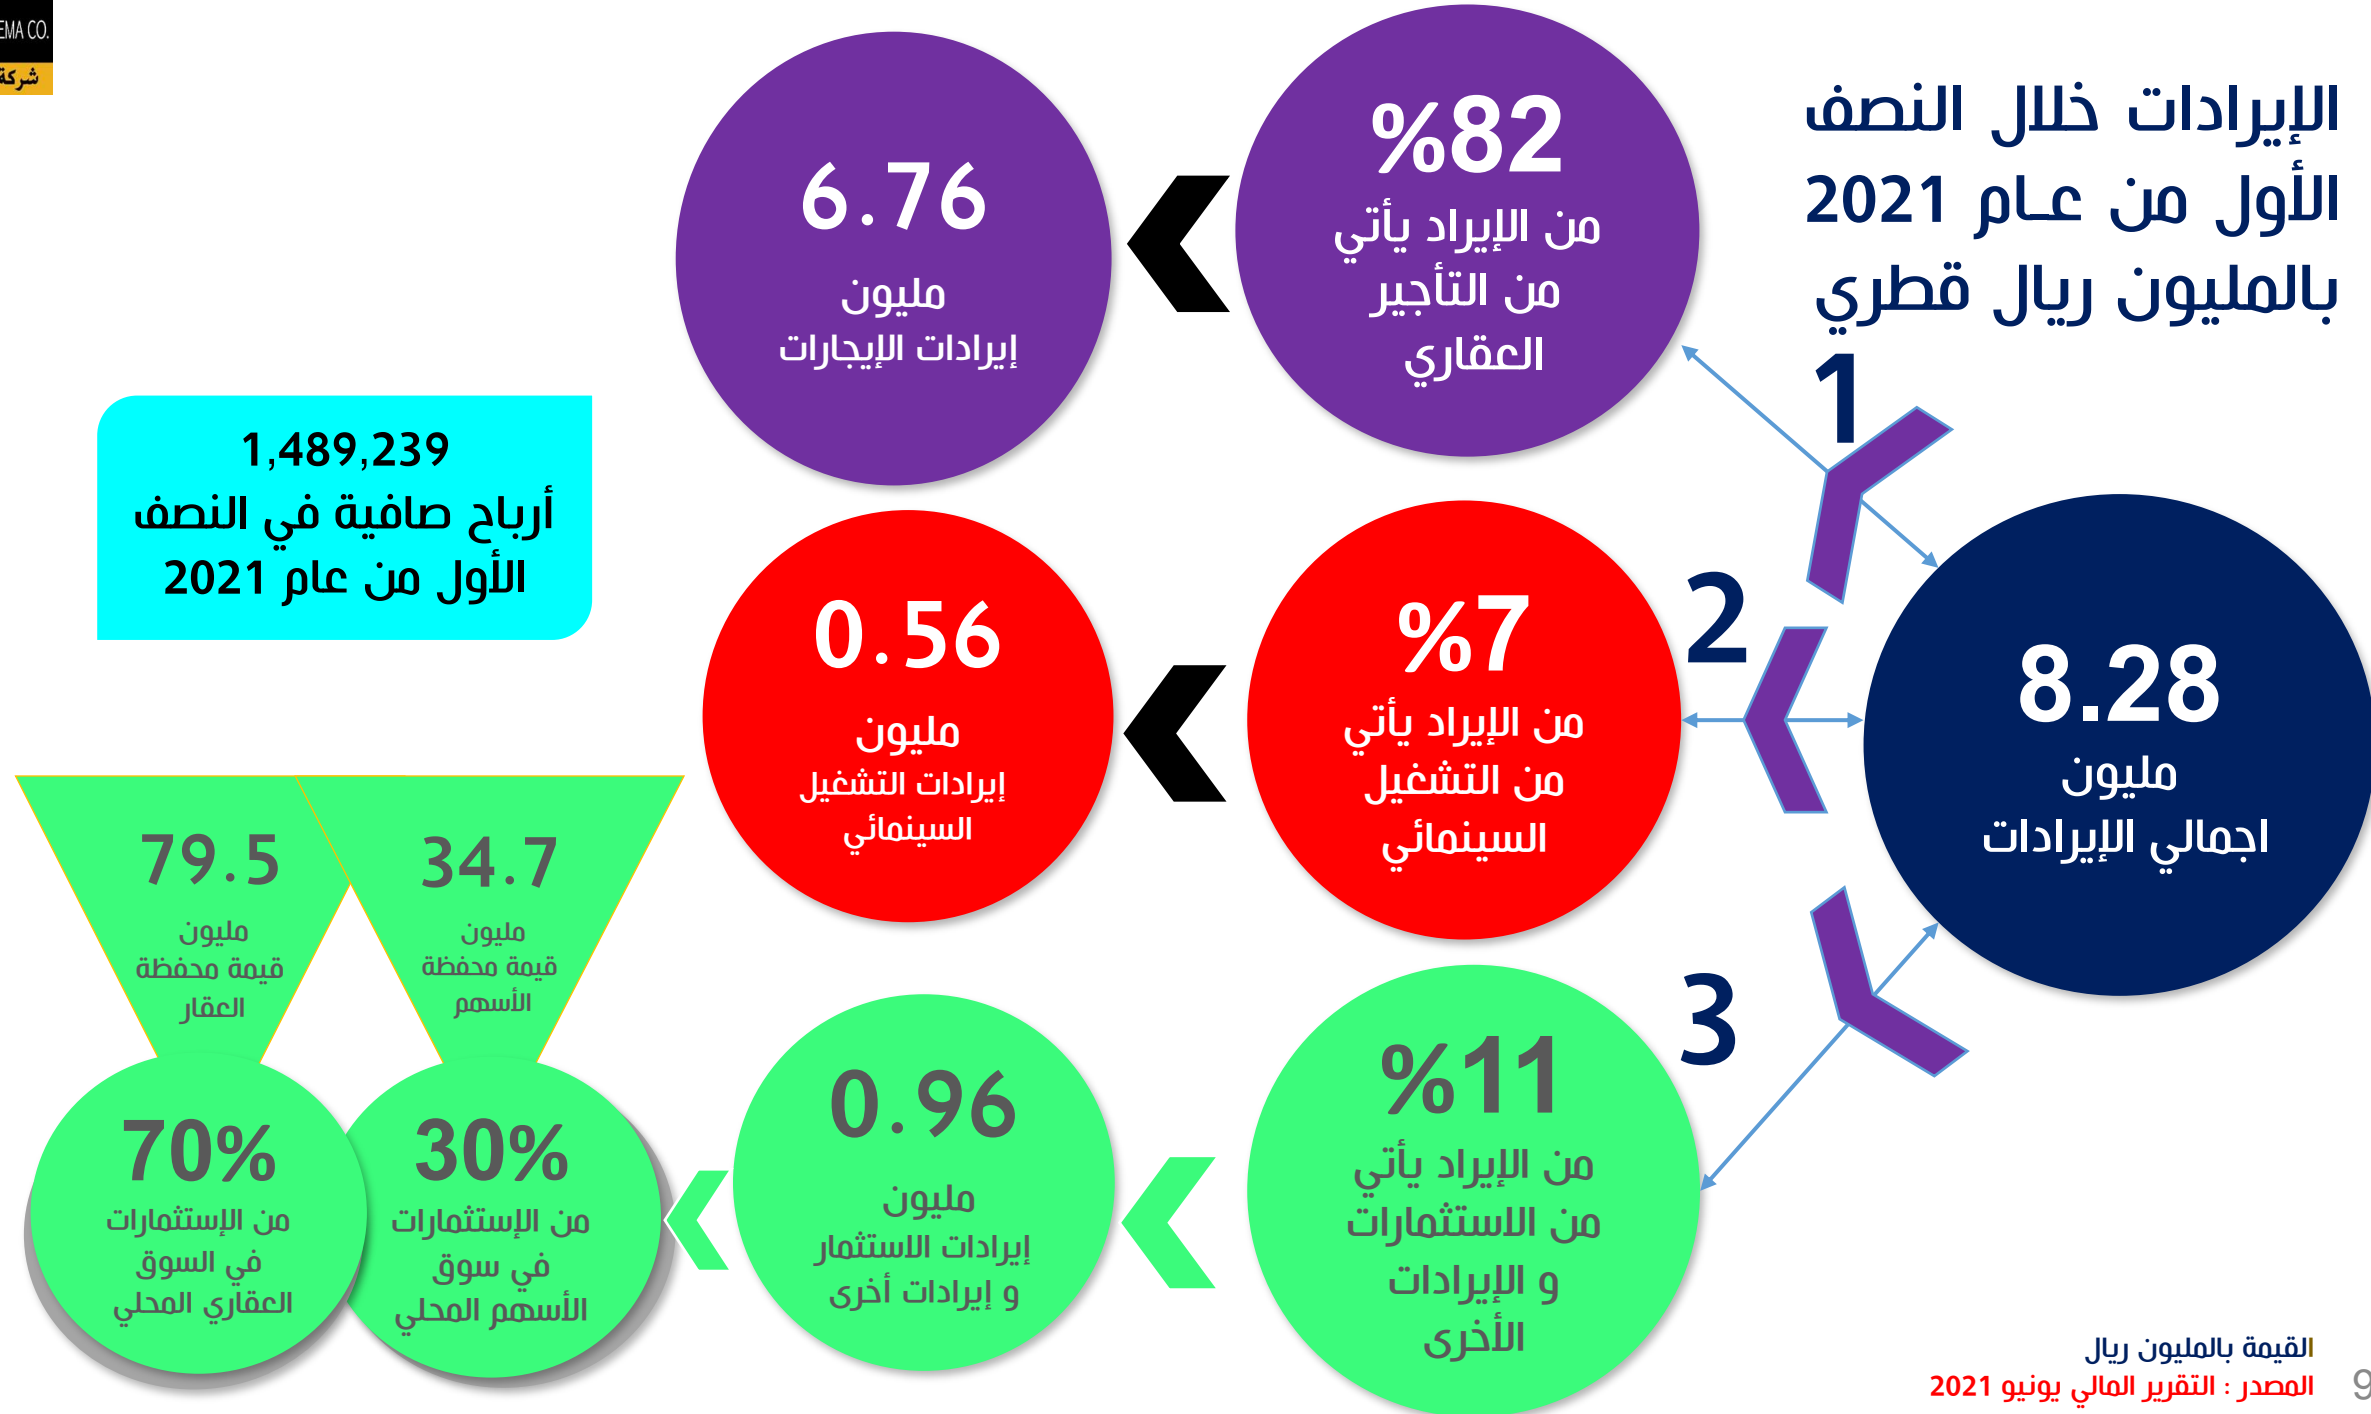 الإيرادات خلال النصف
الأول من عام 2021
بالمليون ريال قطري
8.28
مليون
اجمالي الإيرادات
1
%82
من الإيراد يأتي
من التأجير
العقاري
6.76
مليون
إيرادات الإيجارات
2
%7
من الإيراد يأتي
من التشغيل
السينمائي
0.56
مليون
إيرادات التشغيل
السينمائي
3
%11
من الإيراد يأتي
من الاستثمارات
و الإيرادات
الأخرى
0.96
مليون
إيرادات الاستثمار
و إيرادات أخرى
34.7
مليون
قيمة محفظة
الأسهم
30%
من الإستثمارات
في سوق
الأسهم المحلي
79.5
مليون
قيمة محفظة
العقار
70%
من الإستثمارات
في السوق
العقاري المحلي
1,489,239
أرباح صافية في النصف
الأول من عام 2021
EMA CO.
شركة
القيمة بالمليون ريال
المصدر : التقرير المالي يونيو 2021
9